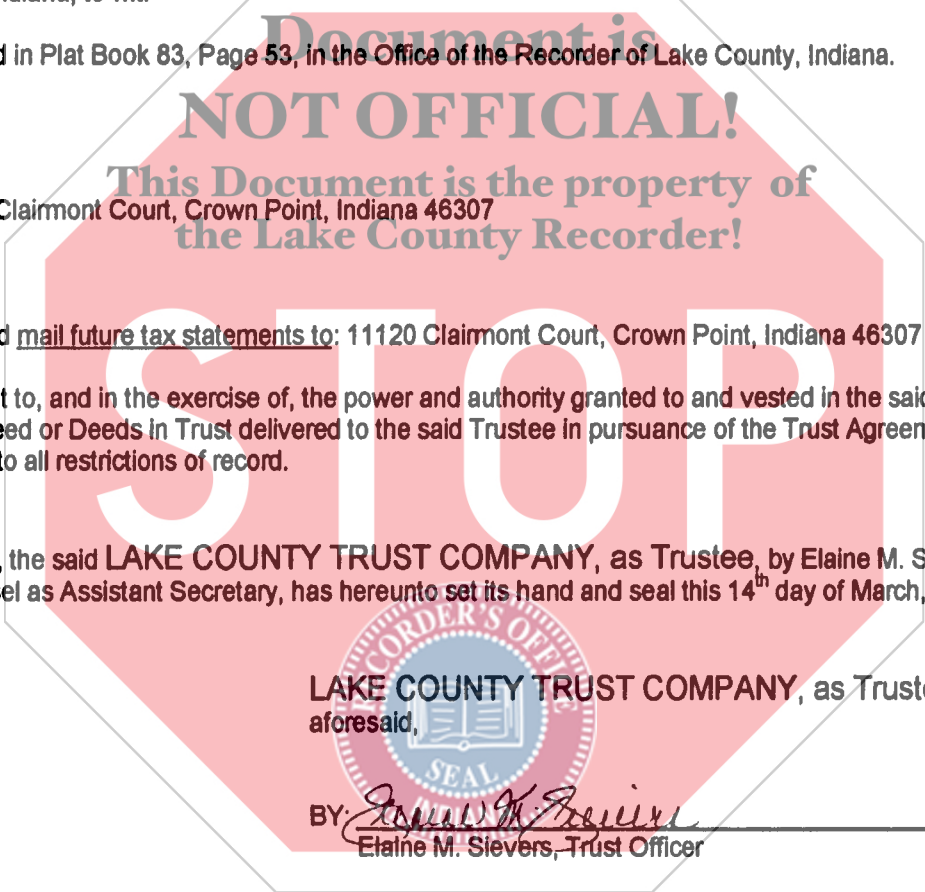 Indiana, to wit:
Document is
d in Plat Book 83, Page 53, in the Office of the Recorder of Lake County, Indiana.
NOT OFFICIAL!
This Document is the property of
Clairmont Court, Crown Point, Indiana 46307
the Lake County Recorder!
STOP
d mail future tax statements to: 11120 Clairmont Court, Crown Point, Indiana 46307
t to, and in the exercise of, the power and authority granted to and vested in the said
eed or Deeds in Trust delivered to the said Trustee in pursuance of the Trust Agreen
to all restrictions of record.
, the said LAKE COUNTY TRUST COMPANY, as Trustee, by Elaine M. S
el as Assistant Secretary, has hereunto set its hand and seal this 14th day of March,
RECORDER'S OFFICE
LAKE COUNTY TRUST COMPANY, as Truste
aforesaid,
SEAL
INDIANA
BY:
Elaine M. Sievers, Trust Officer